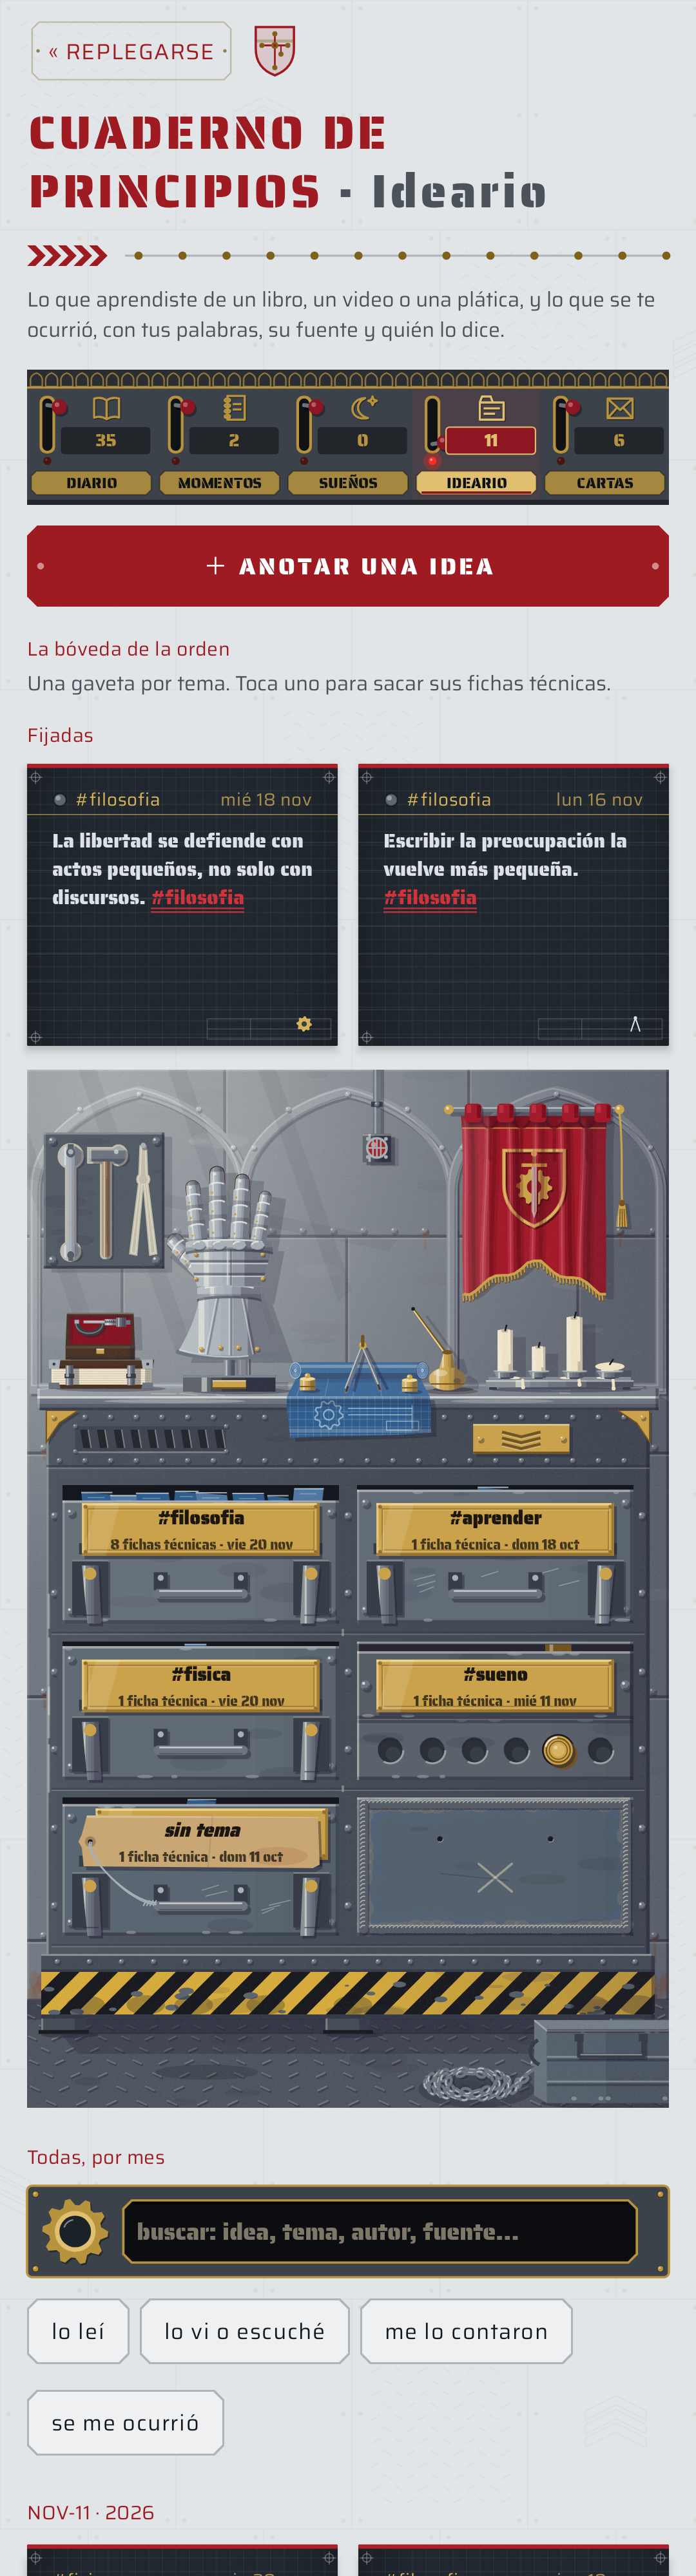 « REPLEGARSE
CUADERNO DE
PRINCIPIOS · Ideario
Lo que aprendiste de un libro, un video o una plática, y lo que se te
ocurrió, con tus palabras, su fuente y quién lo dice.
35 2 0 11 6
DIARIO MOMENTOS SUEÑOS IDEARIO CARTAS
+ ANOTAR UNA IDEA
La bóveda de la orden
Una gaveta por tema. Toca uno para sacar sus fichas técnicas.
Fijadas
#filosofia mié 18 nov
La libertad se defiende con
actos pequeños, no solo con
discursos. #filosofia
#filosofia lun 16 nov
Escribir la preocupación la
vuelve más pequeña.
#filosofia
#filosofia
8 fichas técnicas · vie 20 nov
#aprender
1 ficha técnica · dom 18 oct
#fisica
1 ficha técnica · vie 20 nov
#sueno
1 ficha técnica · mié 11 nov
sin tema
1 ficha técnica · dom 11 oct
Todas, por mes
buscar: idea, tema, autor, fuente...
lo leí
lo vi o escuché
me lo contaron
se me ocurrió
NOV-11 · 2026